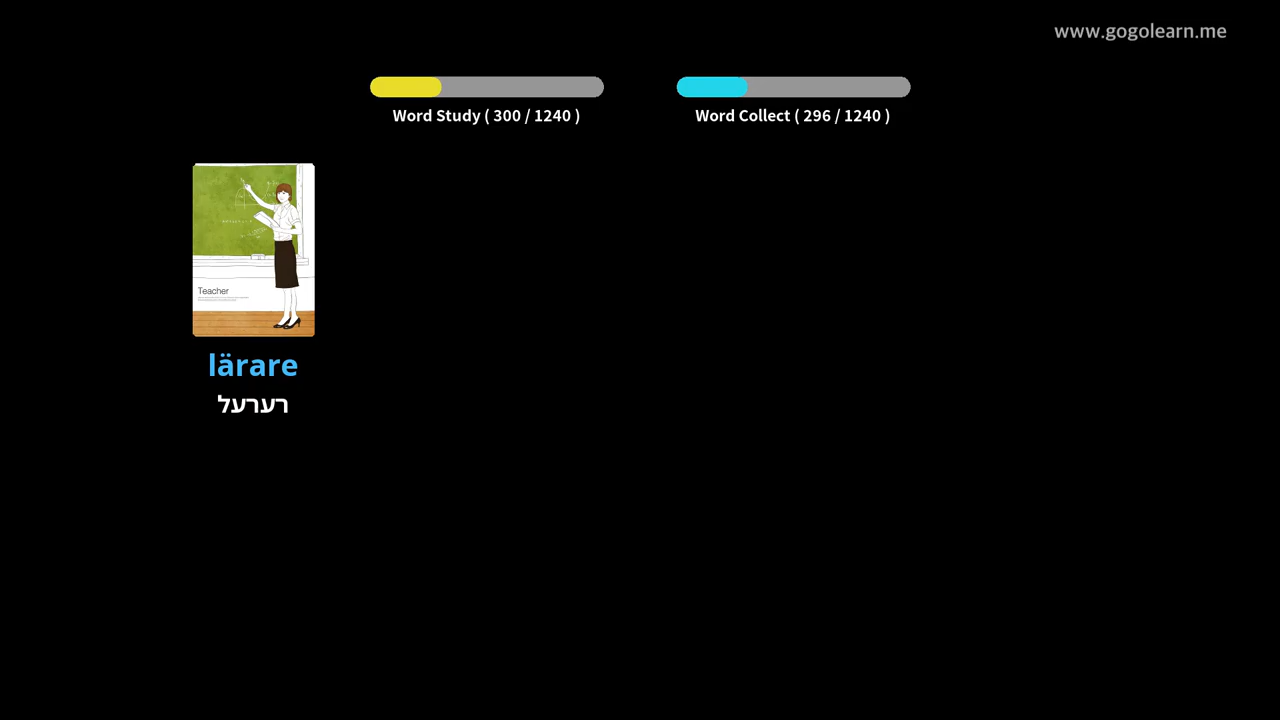 www.gogolearn.me
Word Study ( 300 / 1240 )
Word Collect ( 296 / 1240 )
Teacher
lärare
רערעל